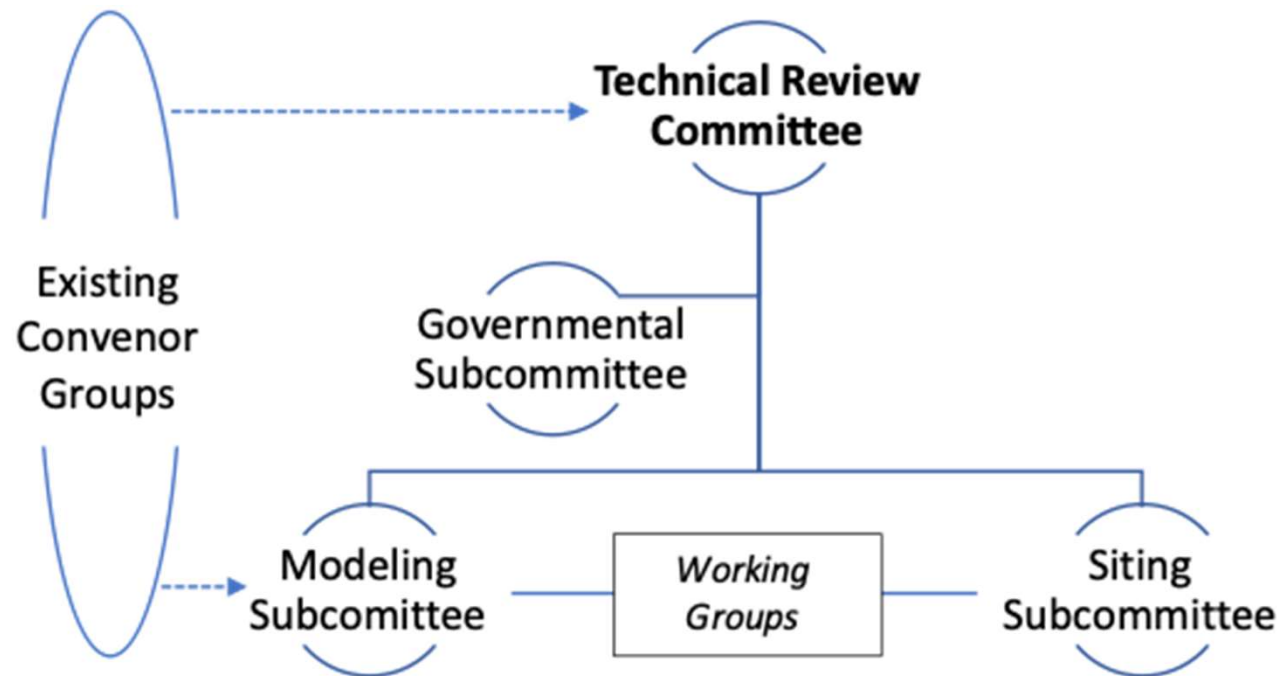 Technical Review
Committee
Existing
Convenor
Groups
Governmental
Subcommittee
Modeling
Subcomittee
Working
Groups
Siting
Subcommittee